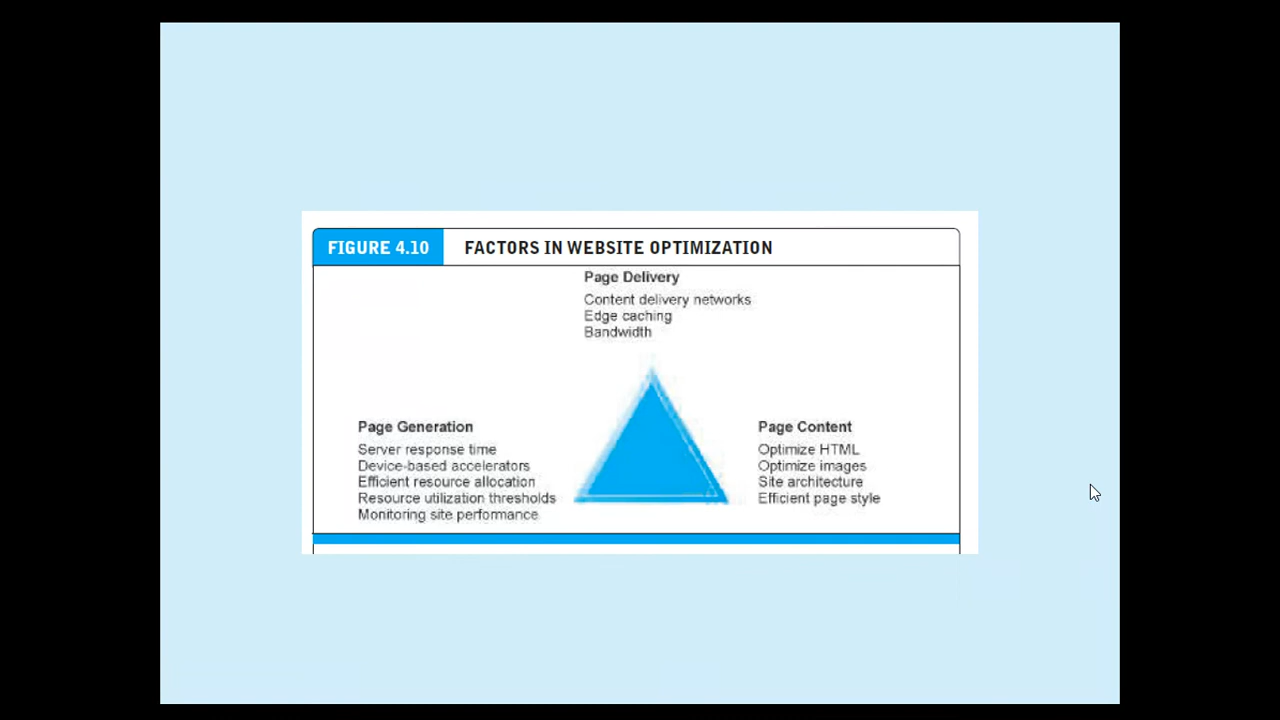 FIGURE 4.10 FACTORS IN WEBSITE OPTIMIZATION
Page Delivery
Content delivery networks
Edge caching
Bandwidth
Page Generation
Server response time
Device-based accelerators
Efficient resource allocation
Resource utilization thresholds
Monitoring site performance
Page Content
Optimize HTML
Optimize images
Site architecture
Efficient page style